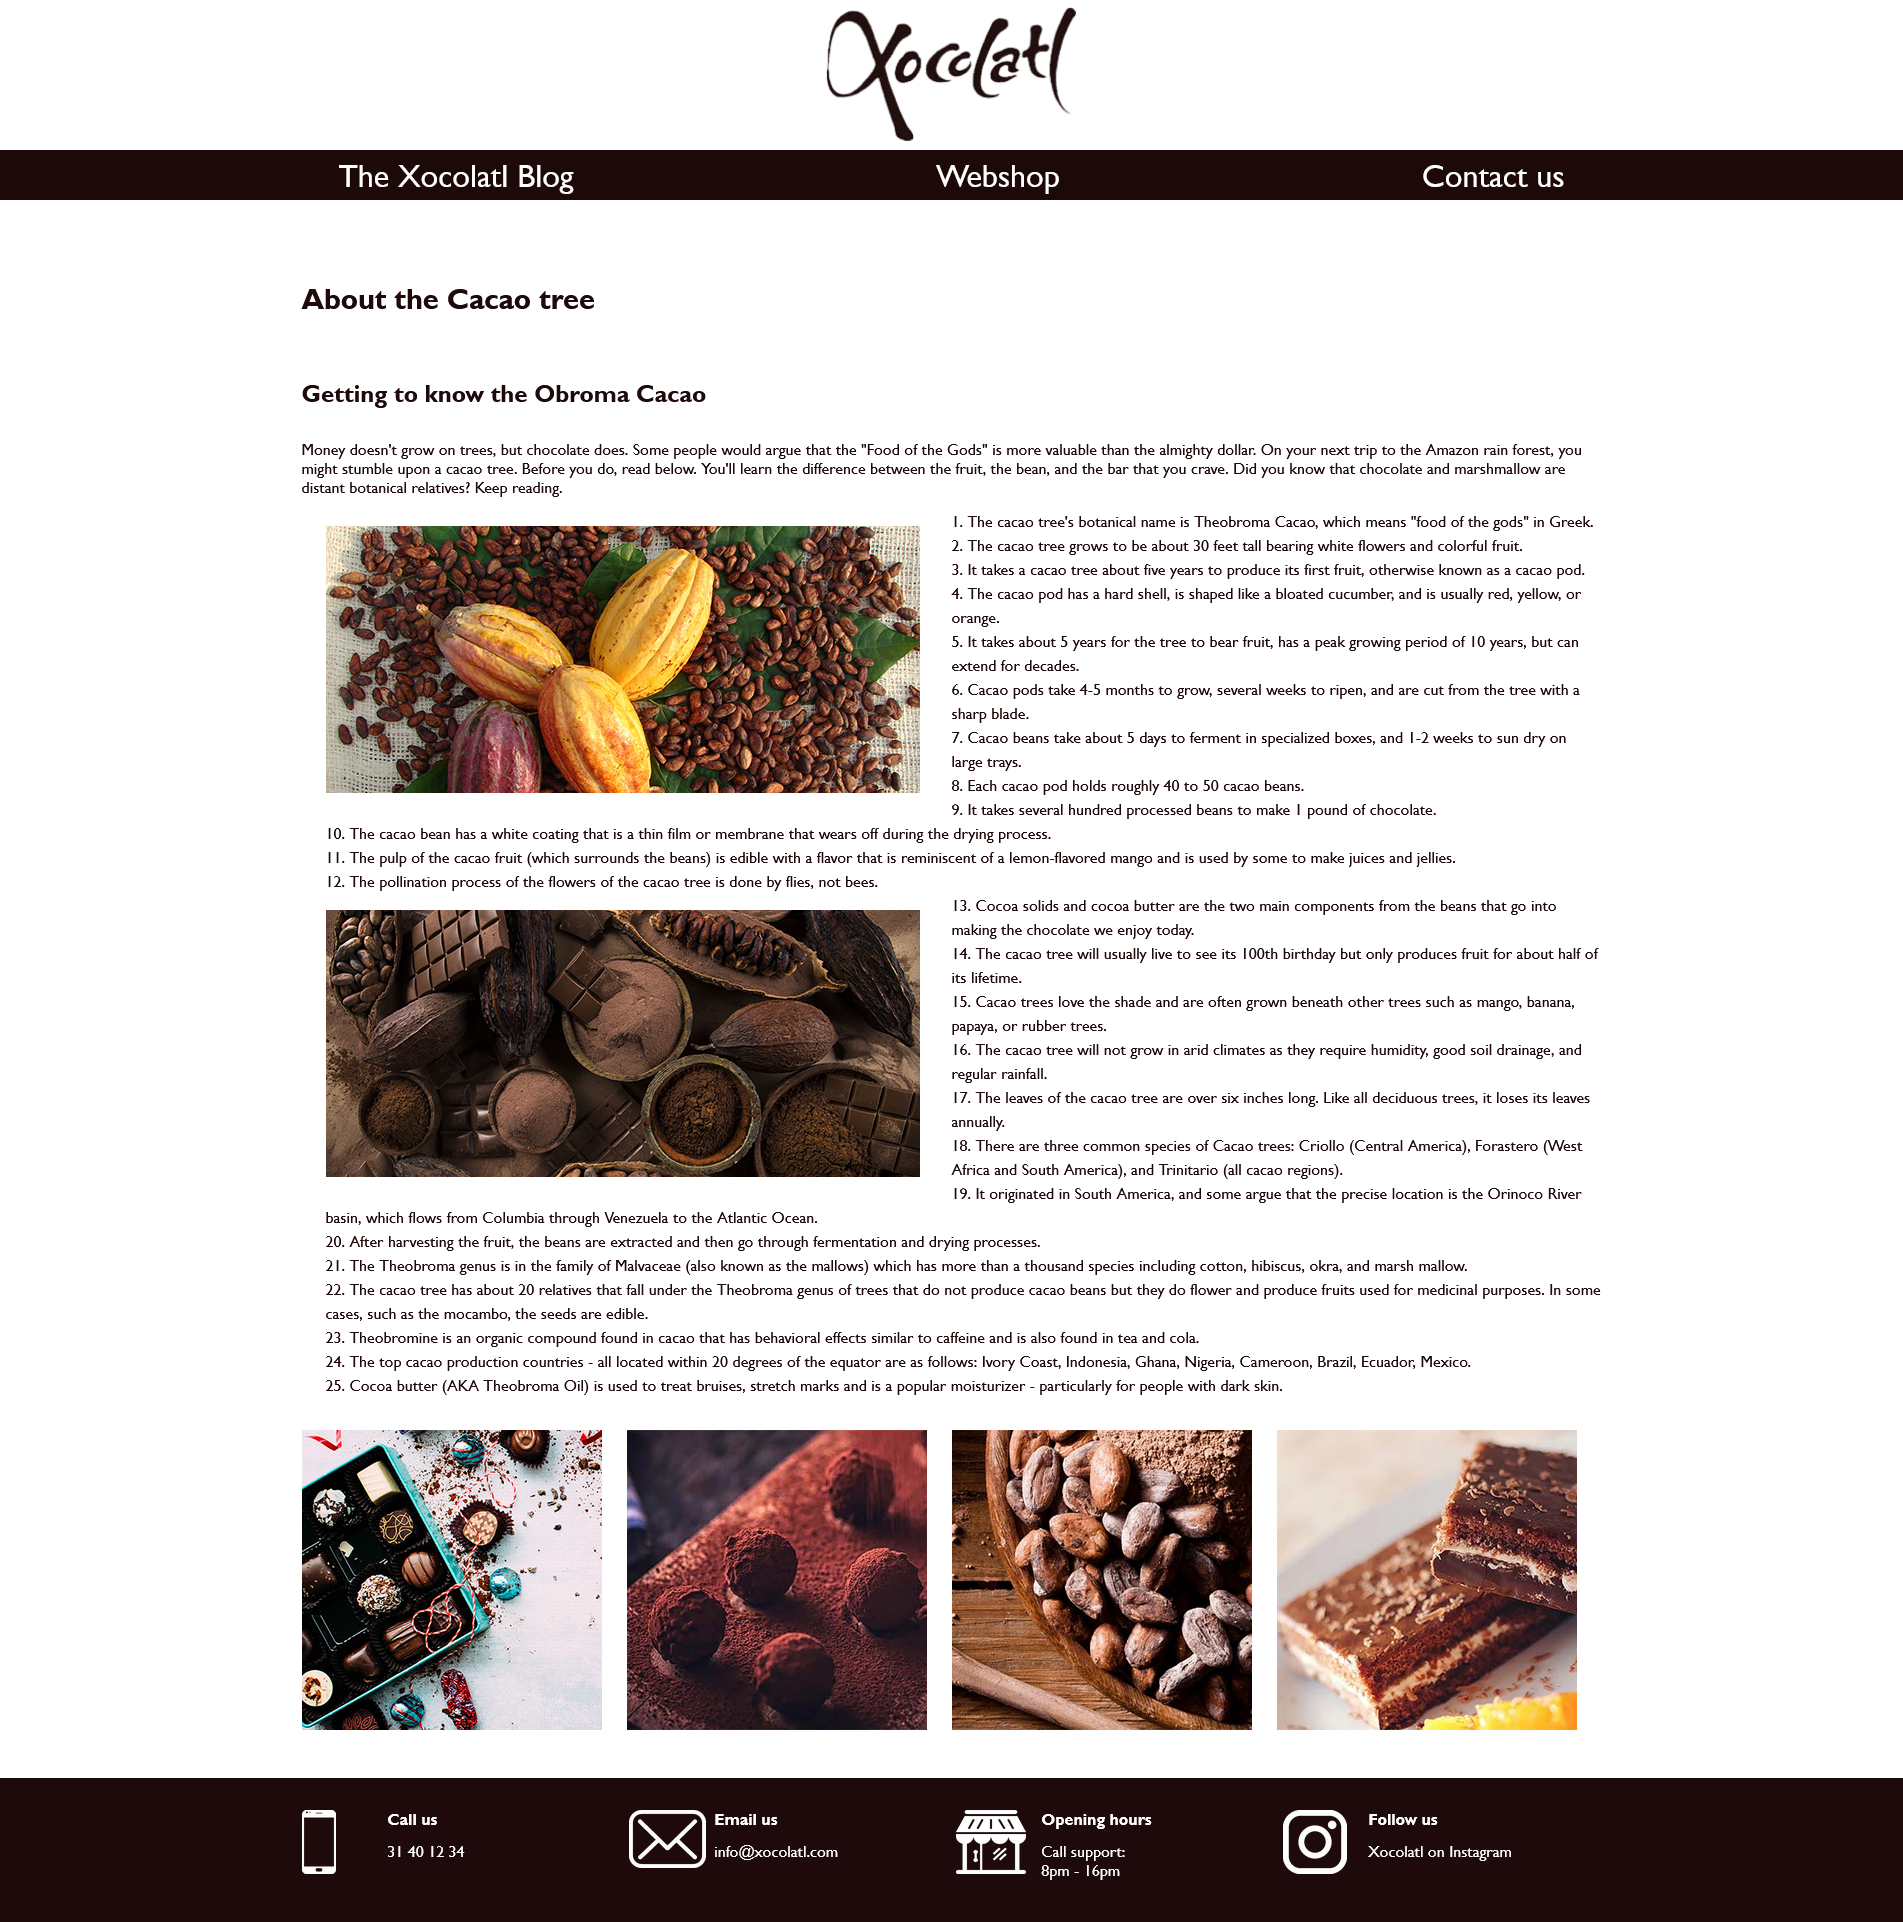 Xocolatl
The Xocolatl Blog
Webshop
Contact us
About the Cacao tree
Getting to know the Obroma Cacao
Money doesn't grow on trees, but chocolate does. Some people would argue that the "Food of the Gods" is more valuable than the almighty dollar. On your next trip to the Amazon rain forest, you
might stumble upon a cacao tree. Before you do, read below. You'll learn the difference between the fruit, the bean, and the bar that you crave. Did you know that chocolate and marshmallow are
distant botanical relatives? Keep reading.
1. The cacao tree's botanical name is Theobroma Cacao, which means "food of the gods" in Greek.
2. The cacao tree grows to be about 30 feet tall bearing white flowers and colorful fruit.
3. It takes a cacao tree about five years to produce its first fruit, otherwise known as a cacao pod.
4. The cacao pod has a hard shell, is shaped like a bloated cucumber, and is usually red, yellow, or
orange.
5. It takes about 5 years for the tree to bear fruit, has a peak growing period of 10 years, but can
extend for decades.
6. Cacao pods take 4-5 months to grow, several weeks to ripen, and are cut from the tree with a
sharp blade.
7. Cacao beans take about 5 days to ferment in specialized boxes, and 1-2 weeks to sun dry on
large trays.
8. Each cacao pod holds roughly 40 to 50 cacao beans.
9. It takes several hundred processed beans to make 1 pound of chocolate.
10. The cacao bean has a white coating that is a thin film or membrane that wears off during the drying process.
11. The pulp of the cacao fruit (which surrounds the beans) is edible with a flavor that is reminiscent of a lemon-flavored mango and is used by some to make juices and jellies.
12. The pollination process of the flowers of the cacao tree is done by flies, not bees.
13. Cocoa solids and cocoa butter are the two main components from the beans that go into
making the chocolate we enjoy today.
14. The cacao tree will usually live to see its 100th birthday but only produces fruit for about half of
its lifetime.
15. Cacao trees love the shade and are often grown beneath other trees such as mango, banana,
papaya, or rubber trees.
16. The cacao tree will not grow in arid climates as they require humidity, good soil drainage, and
regular rainfall.
17. The leaves of the cacao tree are over six inches long. Like all deciduous trees, it loses its leaves
annually.
18. There are three common species of Cacao trees: Criollo (Central America), Forastero (West
Africa and South America), and Trinitario (all cacao regions).
19. It originated in South America, and some argue that the precise location is the Orinoco River
basin, which flows from Columbia through Venezuela to the Atlantic Ocean.
20. After harvesting the fruit, the beans are extracted and then go through fermentation and drying processes.
21. The Theobroma genus is in the family of Malvaceae (also known as the mallows) which has more than a thousand species including cotton, hibiscus, okra, and marsh mallow.
22. The cacao tree has about 20 relatives that fall under the Theobroma genus of trees that do not produce cacao beans but they do flower and produce fruits used for medicinal purposes. In some
cases, such as the mocambo, the seeds are edible.
23. Theobromine is an organic compound found in cacao that has behavioral effects similar to caffeine and is also found in tea and cola.
24. The top cacao production countries - all located within 20 degrees of the equator are as follows: Ivory Coast, Indonesia, Ghana, Nigeria, Cameroon, Brazil, Ecuador, Mexico.
25. Cocoa butter (AKA Theobroma Oil) is used to treat bruises, stretch marks and is a popular moisturizer - particularly for people with dark skin.
Call us
31 40 12 34
Email us
info@xocolatl.com
Opening hours
Call support:
8pm - 16pm
Follow us
Xocolatl on Instagram